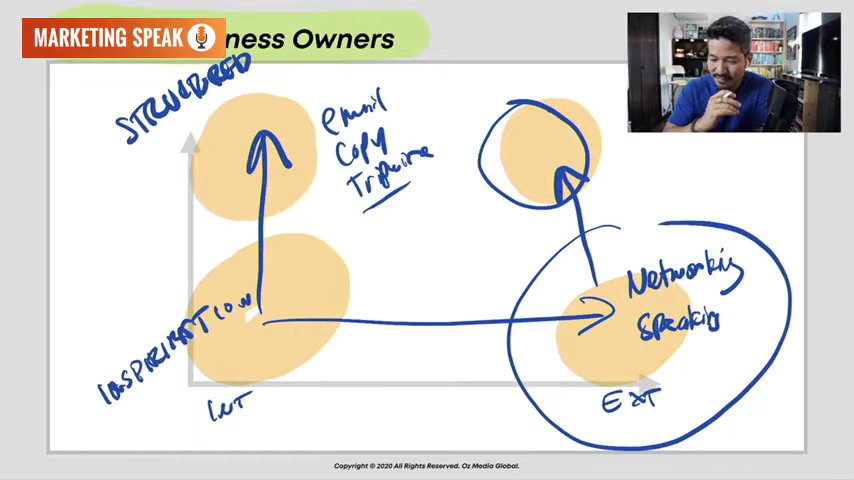 MARKETING SPEAK
ness Owners
STRUCTURED
email
Copy
Tripwire
INSPIRATION
INT
Networking
Speaking
EXT
Copyright © 2020 All Rights Reserved. Oz Media Global.